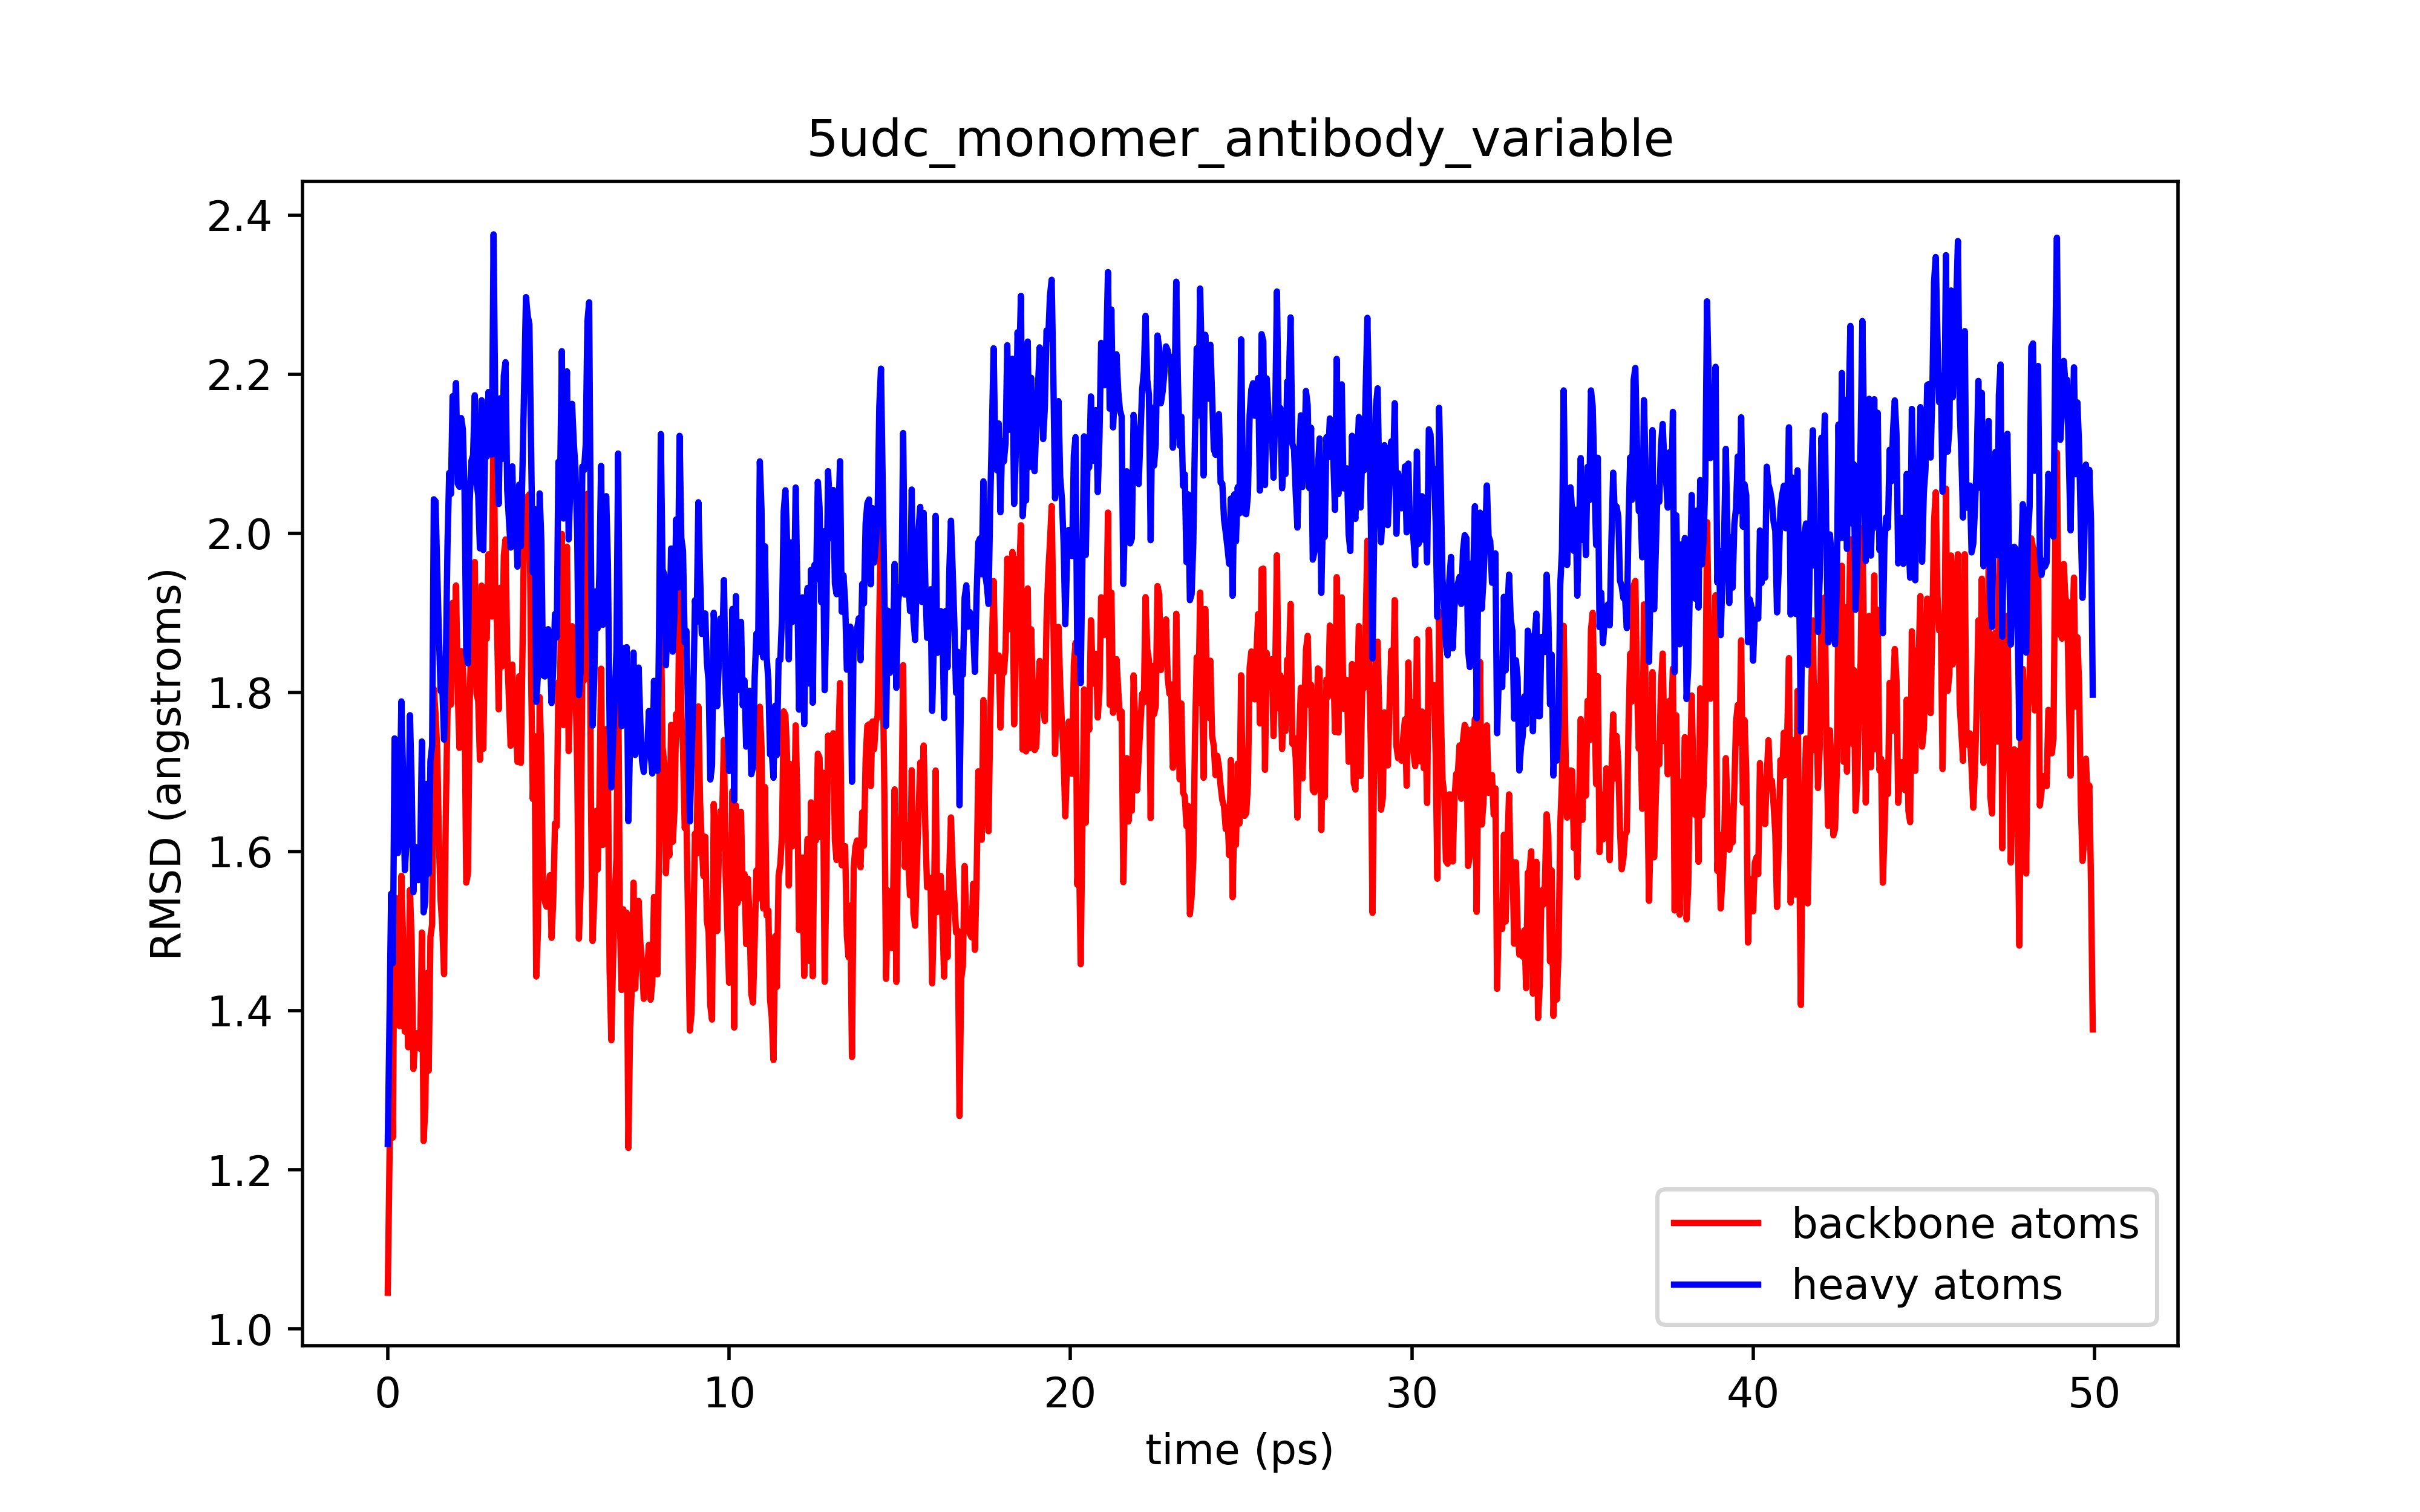 5udc_monomer_antibody_variable
2.4
2.2
2.0
1.8
1.6
1.4
1.2
1.0
RMSD (angstroms)
backbone atoms
heavy atoms
0 10 20 30 40 50
time (ps)